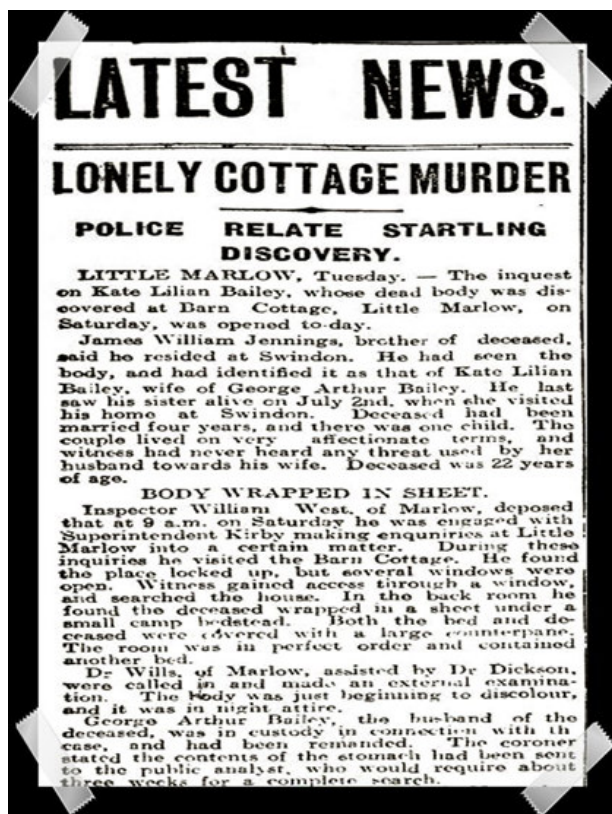 LATEST NEWS.
LONELY COTTAGE MURDER
POLICE RELATE STARTLING
DISCOVERY.
LITTLE MARLOW, Tuesday. — The inquest
on Kate Lilian Bailey, whose dead body was dis-
covered at Barn Cottage, Little Marlow, on
Saturday, was opened to-day.
James William Jennings, brother of deceased,
said he resided at Swindon. He had seen the
body, and had identified it as that of Kate Lilian
Bailey, wife of George Arthur Bailey. He last
saw his sister alive on July 2nd, when she visited
his home at Swindon. Deceased had been
married four years, and there was one child. The
couple lived on very affectionate terms, and
witness had never heard any threat used by her
husband towards his wife. Deceased was 22 years
of age.
BODY WRAPPED IN SHEET.
Inspector William West, of Marlow, deposed
that at 9 a.m. on Saturday he was engaged with
Superintendent Kirby making enqunries at Little
Marlow into a certain matter. During these
inquiries he visited the Barn Cottage. He found
the place locked up, but several windows were
open. Witness gained access through a window,
and searched the house. In the back room he
found the deceased wrapped in a sheet under a
small camp bedstead. Both the bed and de-
ceased were covered with a large counterpane.
The room was in perfect order and contained
another bed.
Dr Wills, of Marlow, assisted by Dr Dickson,
were called in and made an external examina-
tion. The body was just beginning to discolour,
and it was in night attire.
George Arthur Bailey, the husband of the
deceased, was in custody in connection with th
case, and had been remanded. The coroner
stated the contents of the stomach had been sent
to the public analyst, who would require about
three weeks for a complete search.